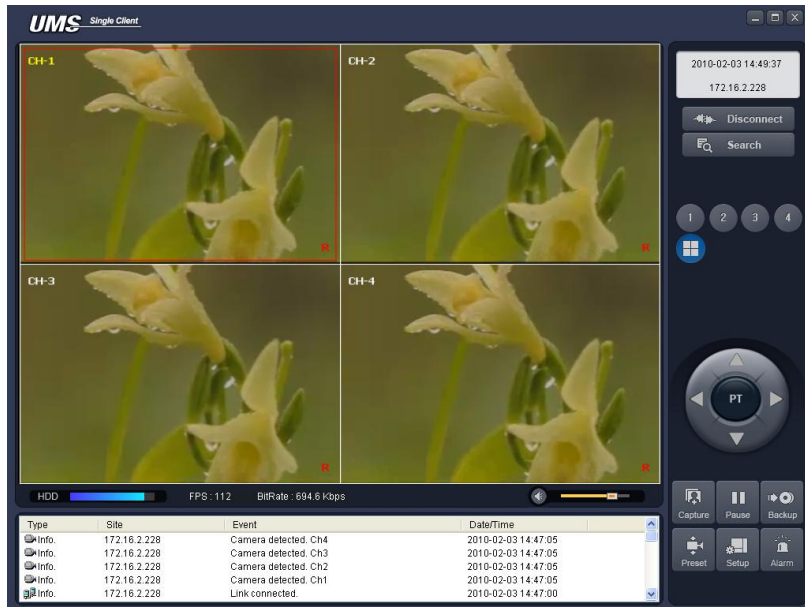 UMS Single Client
CH-1
CH-2
R
R
CH-3
CH-4
R
R
HDD FPS : 112 BitRate : 694.6 Kbps
Type Site Event Date/Time
Info. 172.16.2.228 Camera detected. Ch4 2010-02-03 14:47:05
Info. 172.16.2.228 Camera detected. Ch3 2010-02-03 14:47:05
Info. 172.16.2.228 Camera detected. Ch2 2010-02-03 14:47:05
Info. 172.16.2.228 Camera detected. Ch1 2010-02-03 14:47:05
Info. 172.16.2.228 Link connected. 2010-02-03 14:47:00
2010-02-03 14:49:37
172.16.2.228
Disconnect
Search
1 2 3 4
PT
Capture Pause Backup
Preset Setup Alarm